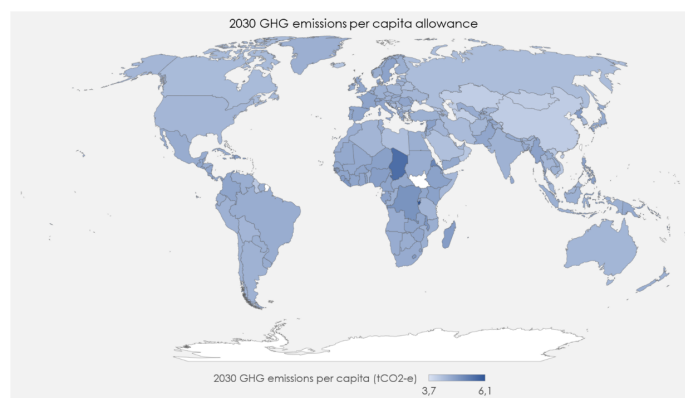 2030 GHG emissions per capita allowance
2030 GHG emissions per capita (tCO2-e)
3,7 6,1